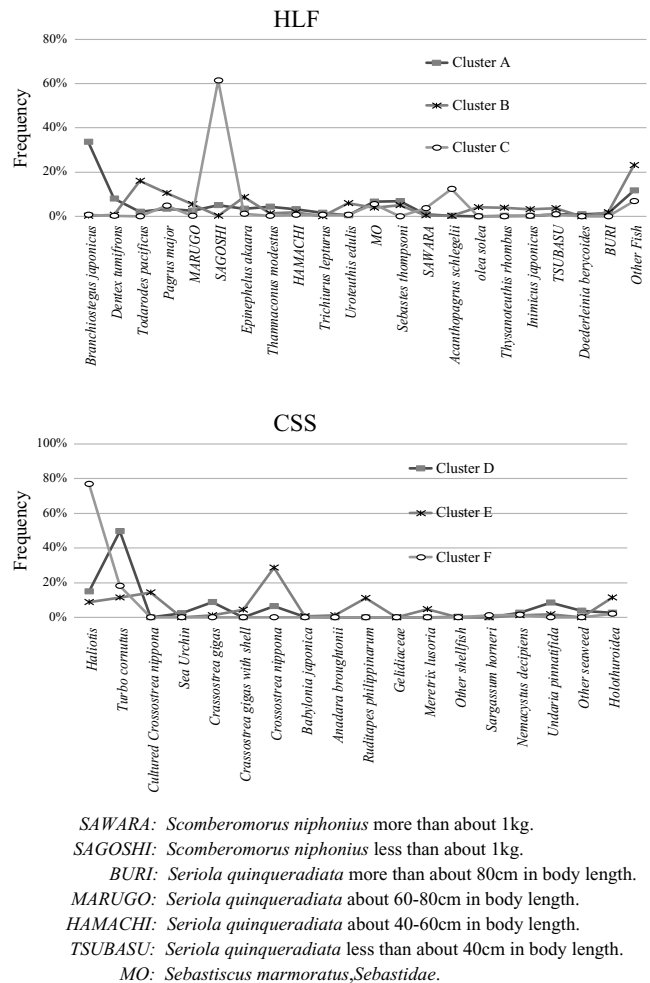 HLF
Frequency
80%
60%
40%
20%
0%
Cluster A
Cluster B
Cluster C
Branchiostegus japonicus
Dentex tumifrons
Todarodes pacificus
Pagrus major
MARUGO
SAGOSHI
Epinephelus akaara
Thamnaconus modestus
HAMACHI
Trichiurus lepturus
Uroteuthis edulis
MO
Sebastes thompsoni
SAWARA
Acanthopagrus schlegelii
olea solea
Thysanoteuthis rhombus
Inimicus japonicus
TSUBASU
Doederleinia berycoides
BURI
Other Fish
CSS
Frequency
100%
80%
60%
40%
20%
0%
Cluster D
Cluster E
Cluster F
Haliotis
Turbo cornutus
Cultured Crossostrea nippona
Sea Urchin
Crassostrea gigas
Crassostrea gigas with shell
Crossostrea nippona
Babylonia japonica
Anadara broughtonii
Ruditapes philippinarum
Gelidiaceae
Meretrix lusoria
Other shellfish
Sargassum horneri
Nemacystus decipiens
Undaria pinnatifida
Other seaweed
Holothuroidea
SAWARA: Scomberomorus niphonius more than about 1kg.
SAGOSHI: Scomberomorus niphonius less than about 1kg.
BURI: Seriola quinqueradiata more than about 80cm in body length.
MARUGO: Seriola quinqueradiata about 60-80cm in body length.
HAMACHI: Seriola quinqueradiata about 40-60cm in body length.
TSUBASU: Seriola quinqueradiata less than about 40cm in body length.
MO: Sebastiscus marmoratus,Sebastidae.